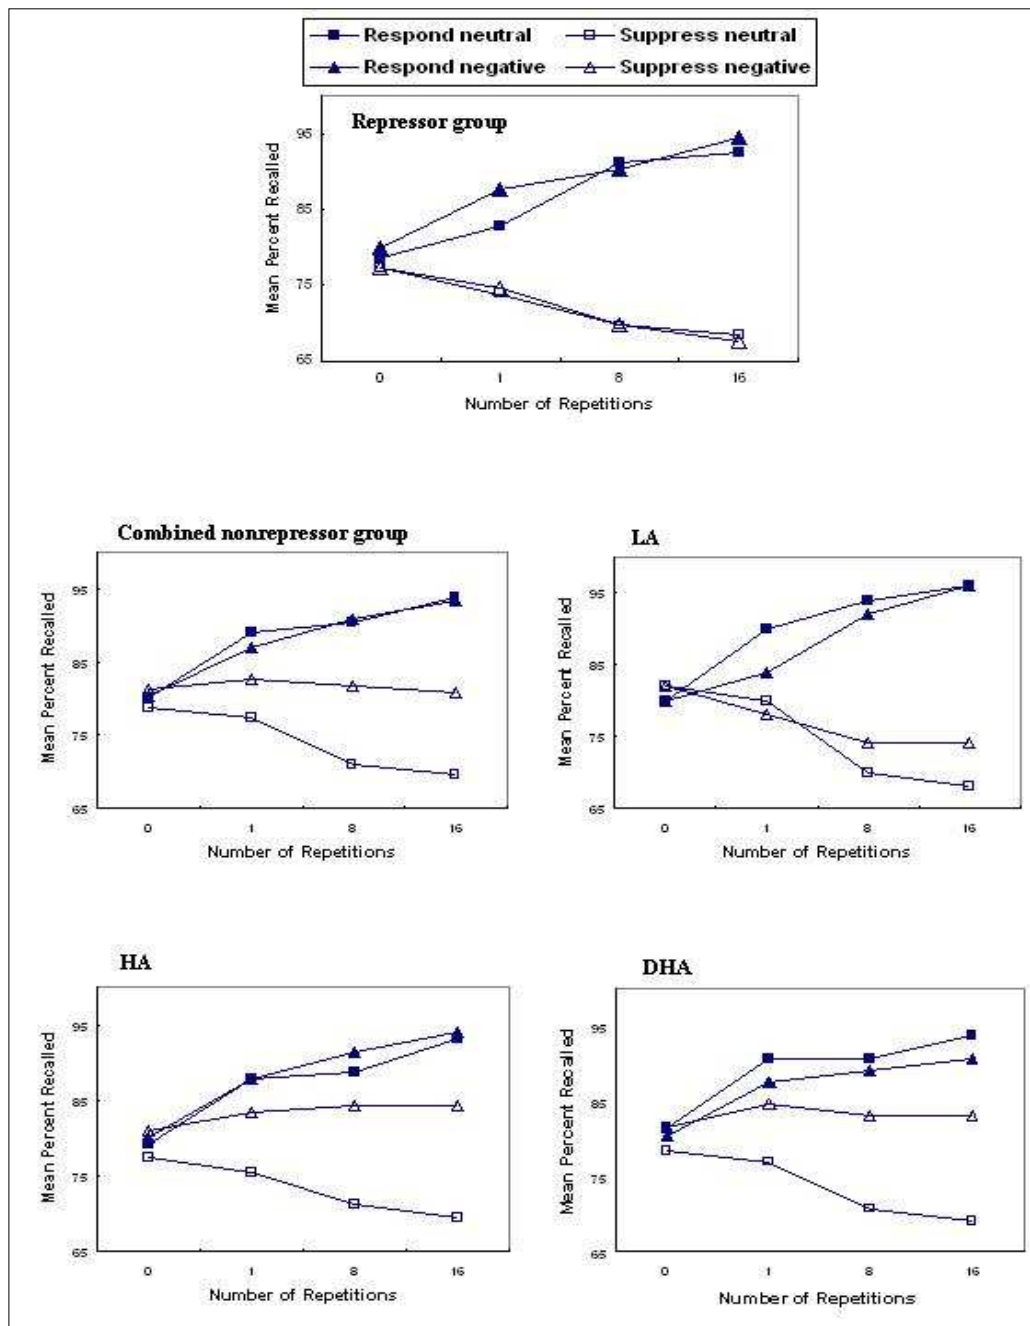 Respond neutral Suppress neutral
Respond negative Suppress negative
Repressor group
Mean Percent Recalled
95
85
75
65
0 1 8 16
Number of Repetitions
Combined nonrepressor group
Mean Percent Recalled
95
85
75
65
0 1 8 16
Number of Repetitions
LA
Mean Percent Recalled
95
85
75
65
0 1 8 16
Number of Repetitions
HA
Mean Percent Recalled
95
85
75
65
0 1 8 16
Number of Repetitions
DHA
Mean Percent Recalled
95
85
75
65
0 1 8 16
Number of Repetitions